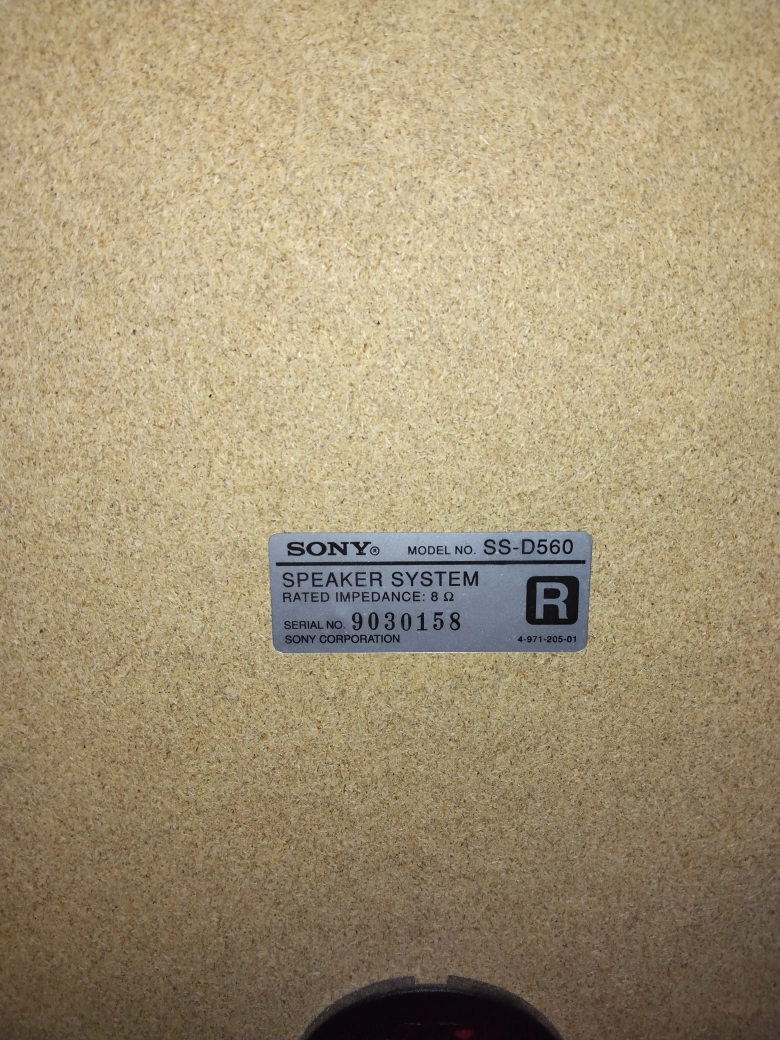 SONY® MODEL NO. SS-D560
SPEAKER SYSTEM
RATED IMPEDANCE: 8 Ω
R
SERIAL NO. 9030158
SONY CORPORATION 4-971-205-01